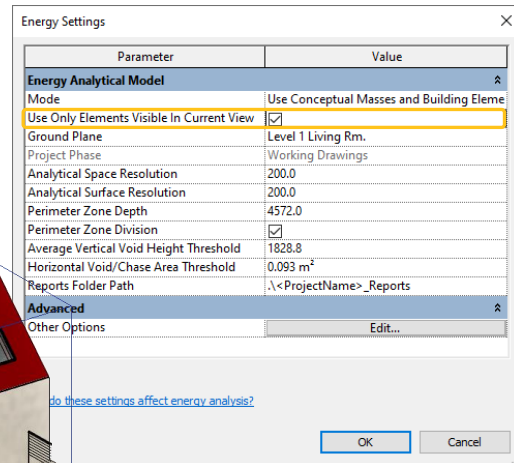 Energy Settings
Parameter Value
Energy Analytical Model
Mode Use Conceptual Masses and Building Eleme
Use Only Elements Visible In Current View
Ground Plane Level 1 Living Rm.
Project Phase Working Drawings
Analytical Space Resolution 200.0
Analytical Surface Resolution 200.0
Perimeter Zone Depth 4572.0
Perimeter Zone Division
Average Vertical Void Height Threshold 1828.8
Horizontal Void/Chase Area Threshold 0.093 m²
Reports Folder Path .\<ProjectName>_Reports
Advanced
Other Options Edit...
do these settings affect energy analysis?
OK Cancel